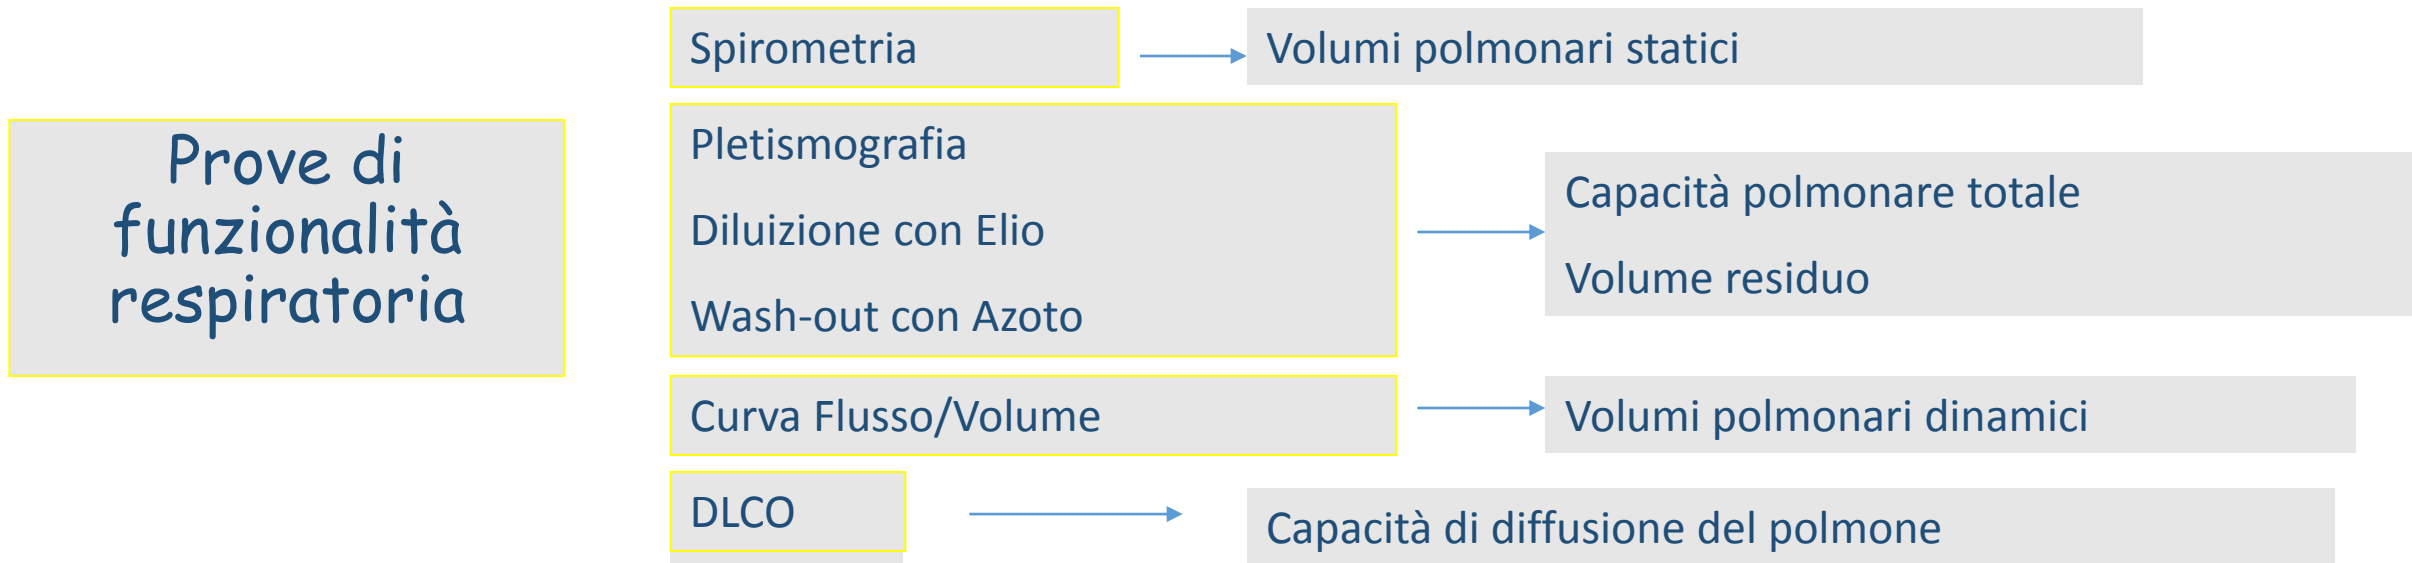 Prove di
funzionalità
respiratoria
Spirometria
Volumi polmonari statici
Pletismografia
Diluizione con Elio
Wash-out con Azoto
Capacità polmonare totale
Volume residuo
Curva Flusso/Volume
Volumi polmonari dinamici
DLCO
Capacità di diffusione del polmone